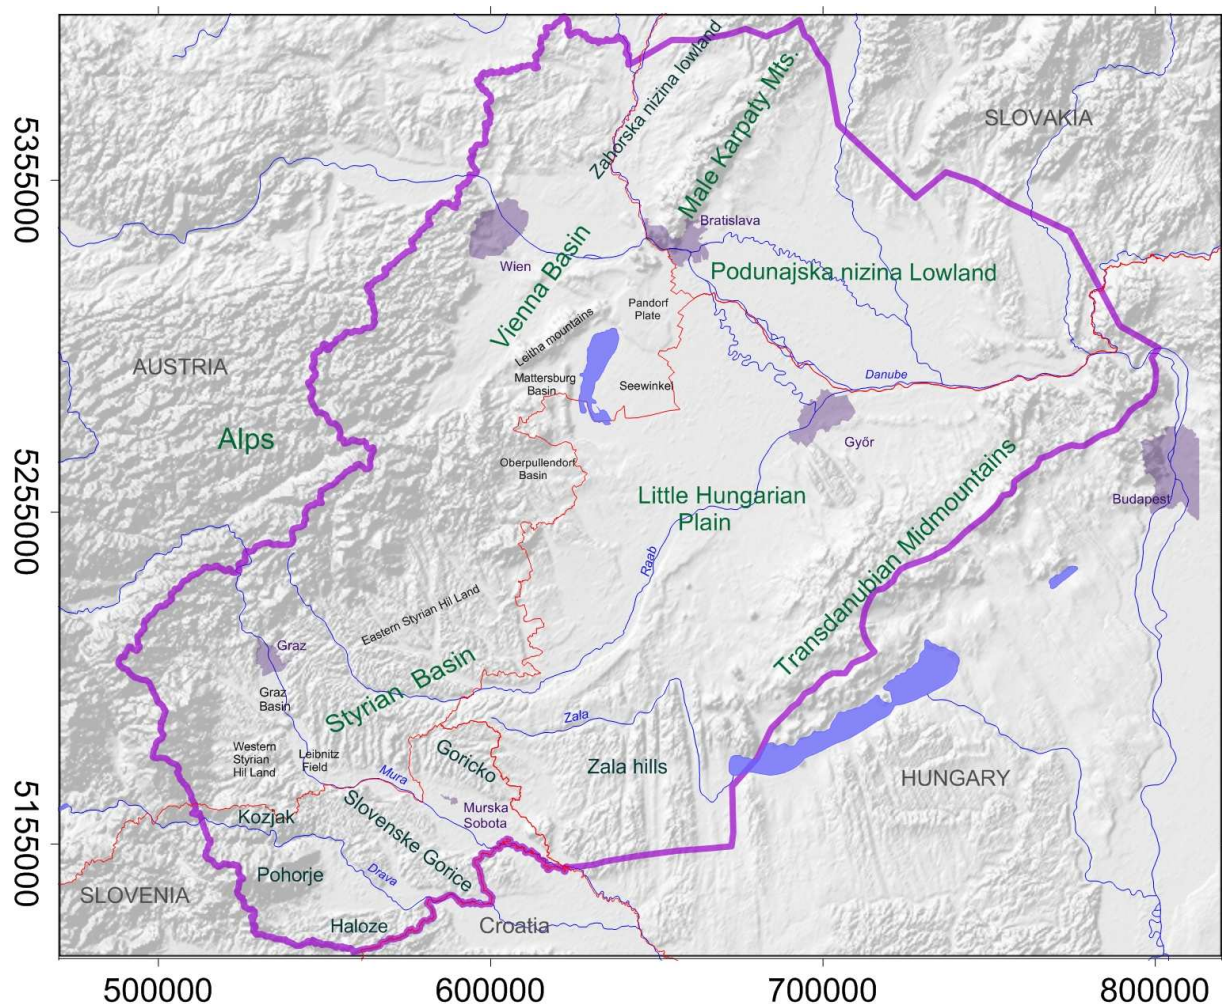 Zahorska nizina lowland
Male Karpaty Mts.
SLOVAKIA
5350000
Bratislava
Wien
Vienna Basin
Podunajska nizina Lowland
Pandorf
Plate
Leitha mountains
AUSTRIA
Mattersburg
Basin
Seewinkel
Danube
Alps
Győr
Oberpullendorf
Basin
Little Hungarian
Plain
Budapest
5250000
Transdanubian Midmountains
Raab
Eastern Styrian Hil Land
Graz
Styrian Basin
Graz
Basin
Zala
Western
Styrian
Hil Land
Leibnitz
Field
Goricko
Zala hills
Mura
HUNGARY
Murska
Sobota
Kozjak
Slovenske Gorice
5150000
Pohorje
Drava
SLOVENIA
Haloze
Croatia
500000
600000
700000
800000